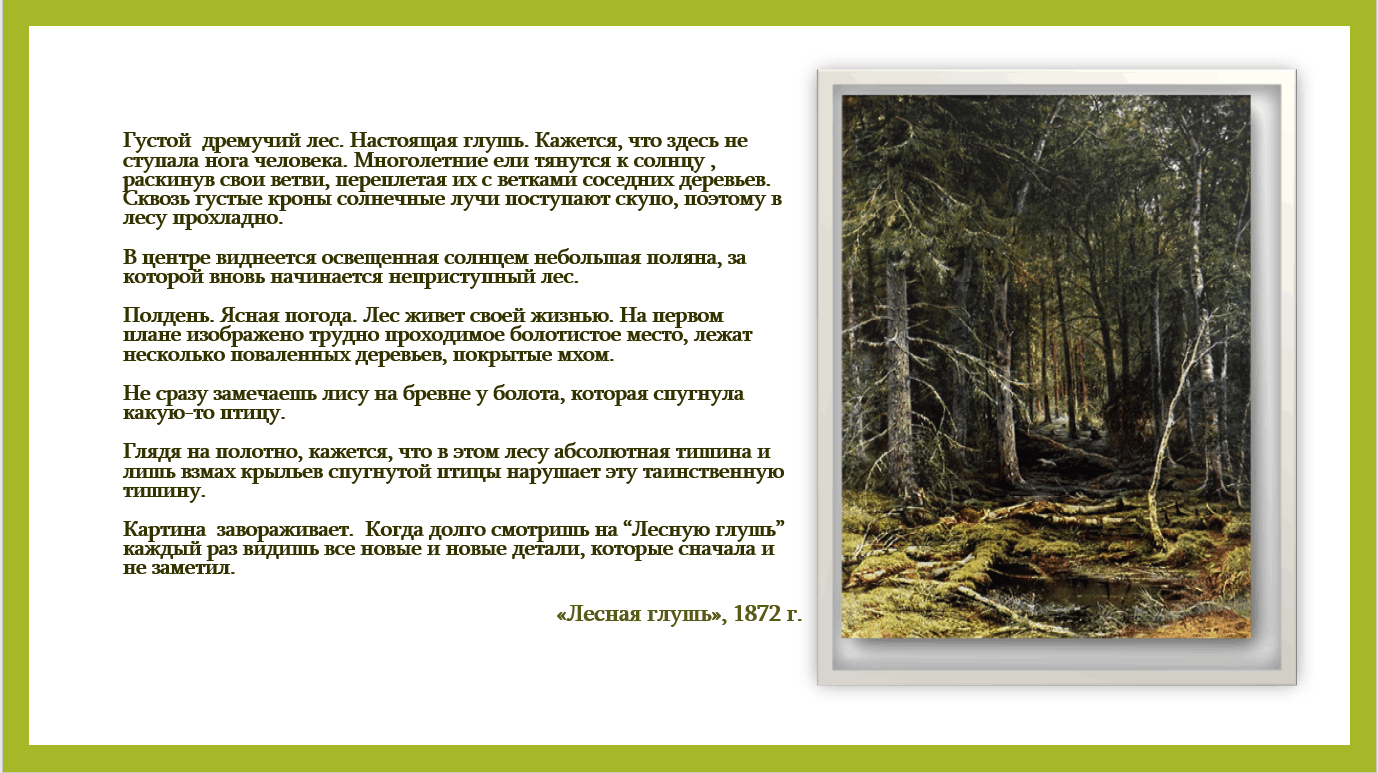 Густой  дремучий лес. Настоящая глушь. Кажется, что здесь не
ступала нога человека. Многолетние ели тянутся к солнцу ,
раскинув свои ветви, переплетая их с ветками соседних деревьев.
Сквозь густые кроны солнечные лучи поступают скупо, поэтому в
лесу прохладно.
В центре виднеется освещенная солнцем небольшая поляна, за
которой вновь начинается неприступный лес.
Полдень. Ясная погода. Лес живет своей жизнью. На первом
плане изображено трудно проходимое болотистое место, лежат
несколько поваленных деревьев, покрытые мхом.
Не сразу замечаешь лису на бревне у болота, которая спугнула
какую-то птицу.
Глядя на полотно, кажется, что в этом лесу абсолютная тишина и
лишь взмах крыльев спугнутой птицы нарушает эту таинственную
тишину.
Картина  завораживает.  Когда долго смотришь на “Лесную глушь”
каждый раз видишь все новые и новые детали, которые сначала и
не заметил.
«Лесная глушь», 1872 г.